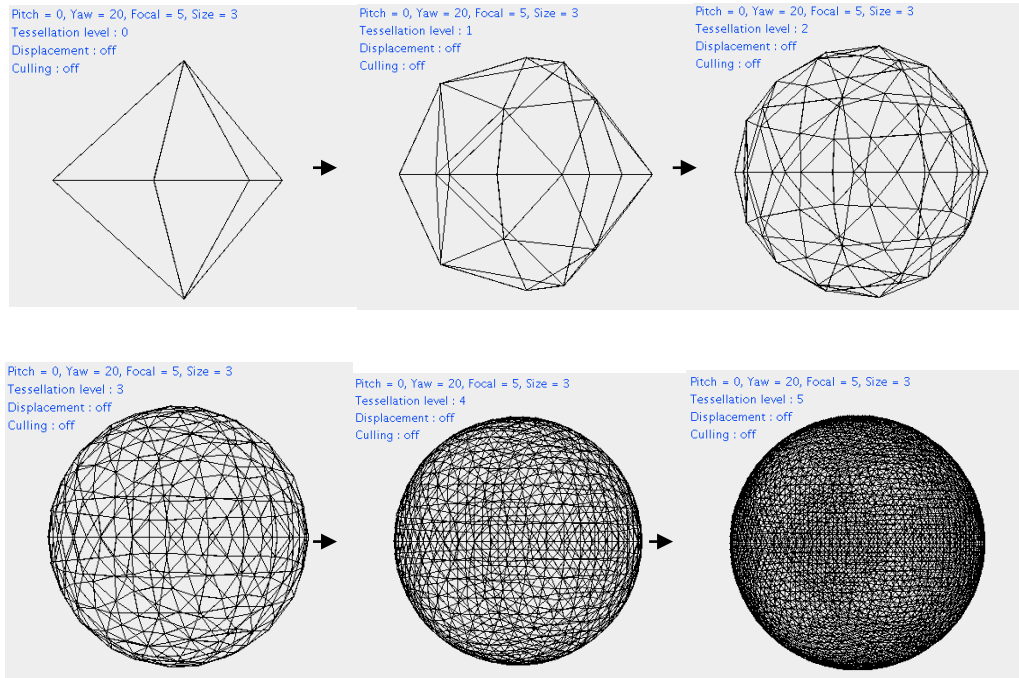 Pitch = 0, Yaw = 20, Focal = 5, Size = 3
Tessellation level : 0
Displacement : off
Culling : off
Pitch = 0, Yaw = 20, Focal = 5, Size = 3
Tessellation level : 1
Displacement : off
Culling : off
Pitch = 0, Yaw = 20, Focal = 5, Size = 3
Tessellation level : 2
Displacement : off
Culling : off
Pitch = 0, Yaw = 20, Focal = 5, Size = 3
Tessellation level : 3
Displacement : off
Culling : off
Pitch = 0, Yaw = 20, Focal = 5, Size = 3
Tessellation level : 4
Displacement : off
Culling : off
Pitch = 0, Yaw = 20, Focal = 5, Size = 3
Tessellation level : 5
Displacement : off
Culling : off